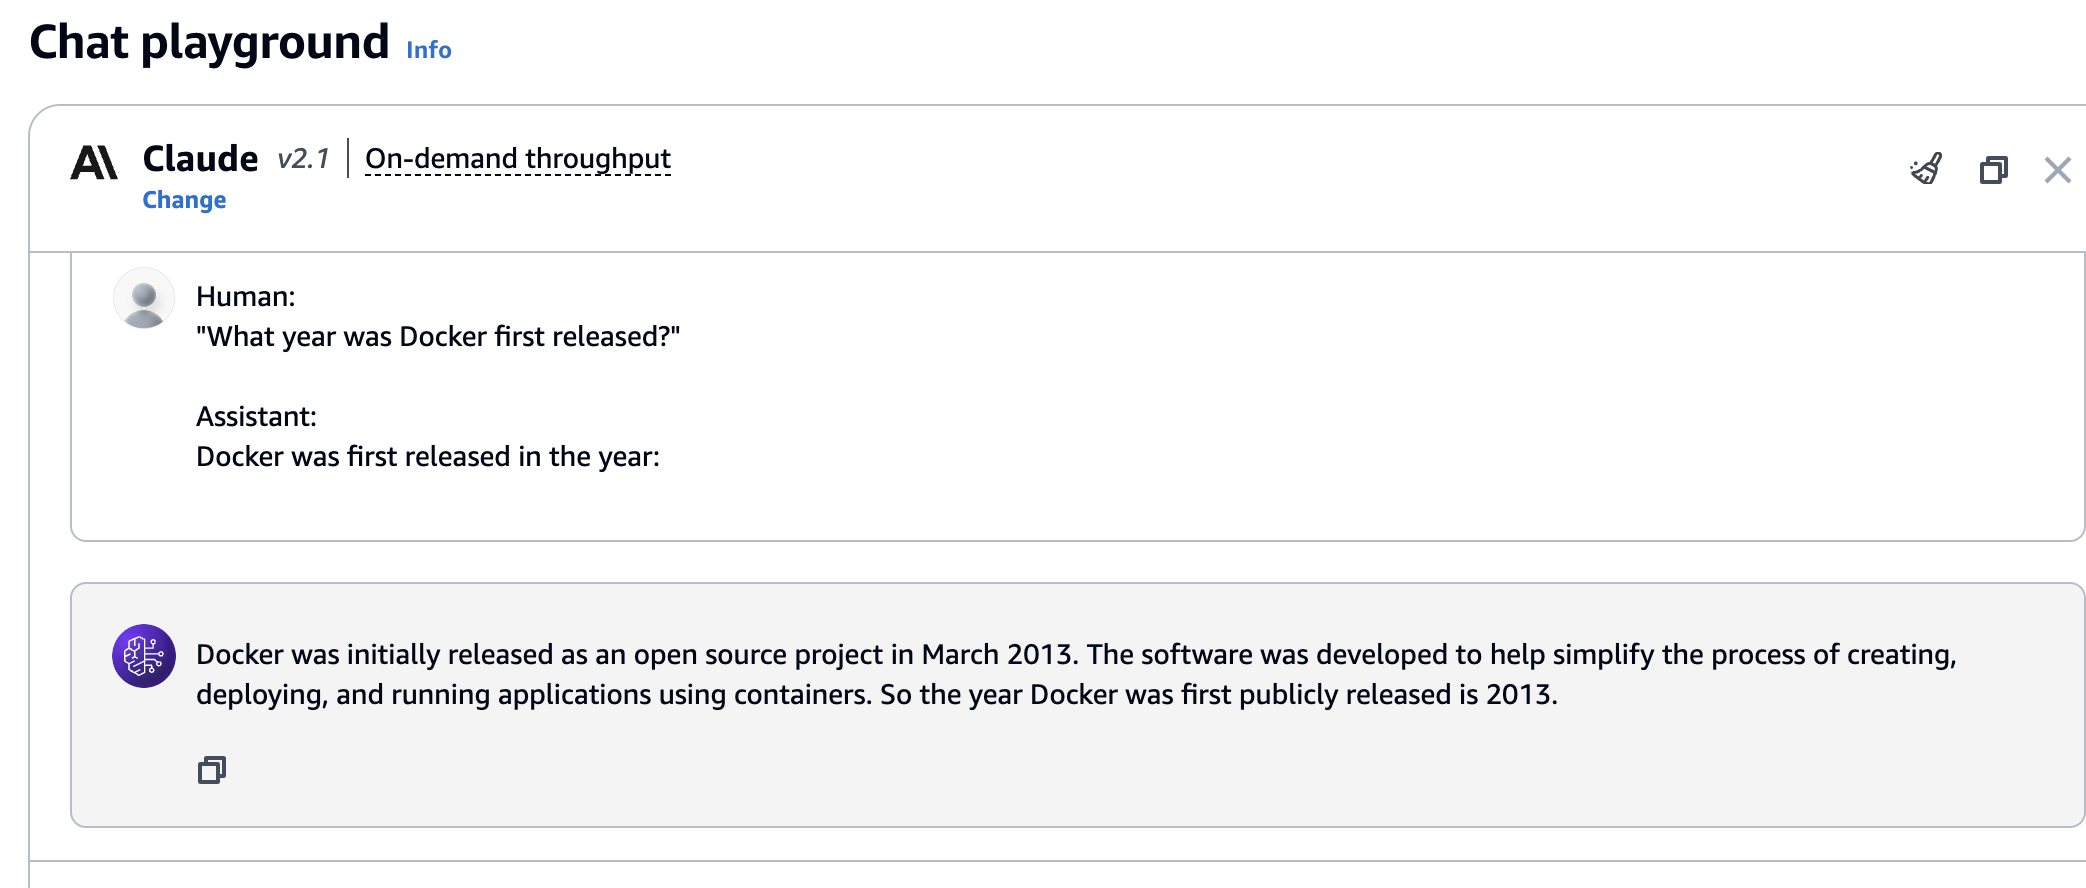 Chat playground Info
Claude v2.1 On-demand throughput
Change
Human:
"What year was Docker first released?"
Assistant:
Docker was first released in the year:
Docker was initially released as an open source project in March 2013. The software was developed to help simplify the process of creating,
deploying, and running applications using containers. So the year Docker was first publicly released is 2013.